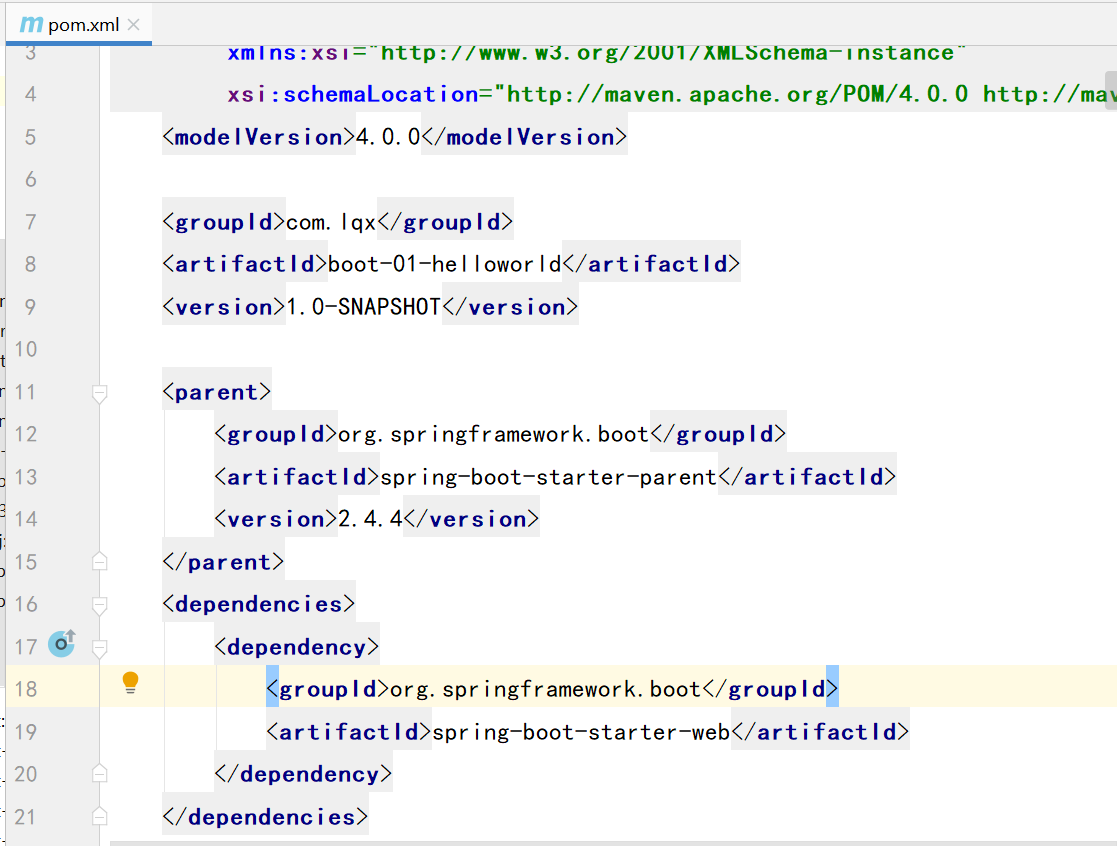 m pom.xml
3 xmlns:xsi="http://www.w3.org/2001/XMLSchema-instance"
4 xsi:schemaLocation="http://maven.apache.org/POM/4.0.0 http://mav
5 <modelVersion>4.0.0</modelVersion>
6
7 <groupId>com.lqx</groupId>
8 <artifactId>boot-01-helloworld</artifactId>
9 <version>1.0-SNAPSHOT</version>
10
11 <parent>
12 <groupId>org.springframework.boot</groupId>
13 <artifactId>spring-boot-starter-parent</artifactId>
14 <version>2.4.4</version>
15 </parent>
16 <dependencies>
17 <dependency>
18 <groupId>org.springframework.boot</groupId>
19 <artifactId>spring-boot-starter-web</artifactId>
20 </dependency>
21 </dependencies>